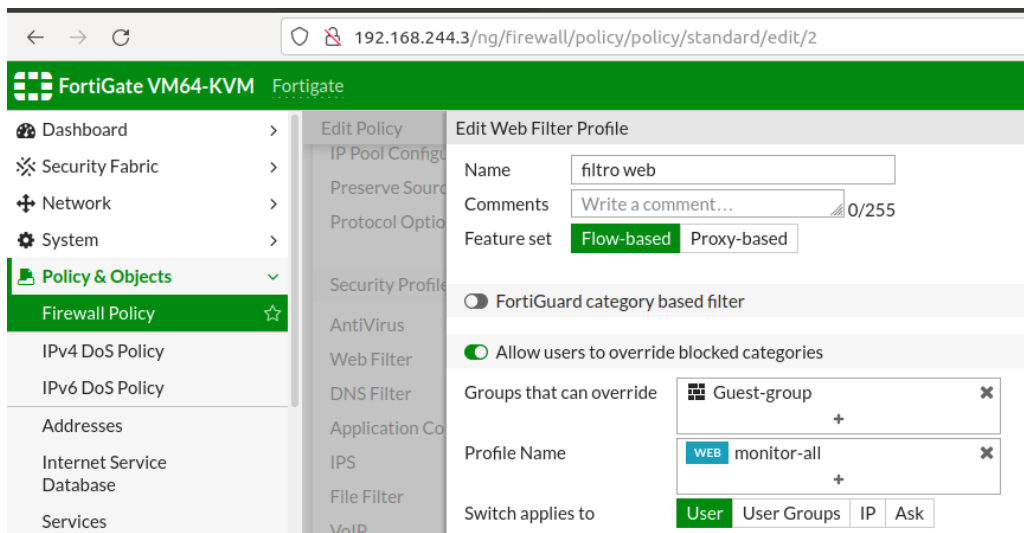 192.168.244.3/ng/firewall/policy/policy/standard/edit/2
FortiGate VM64-KVM Fortigate
Dashboard
Security Fabric
Network
System
Policy & Objects
Firewall Policy
IPv4 DoS Policy
IPv6 DoS Policy
Addresses
Internet Service
Database
Services
Edit Policy
IP Pool Configu
Preserve Sourc
Protocol Optio
Security Profile
AntiVirus
Web Filter
DNS Filter
Application Co
IPS
File Filter
VoIP
Edit Web Filter Profile
Name filtro web
Comments Write a comment... 0/255
Feature set Flow-based Proxy-based
FortiGuard category based filter
Allow users to override blocked categories
Groups that can override Guest-group
+
Profile Name WEB monitor-all
+
Switch applies to User User Groups IP Ask